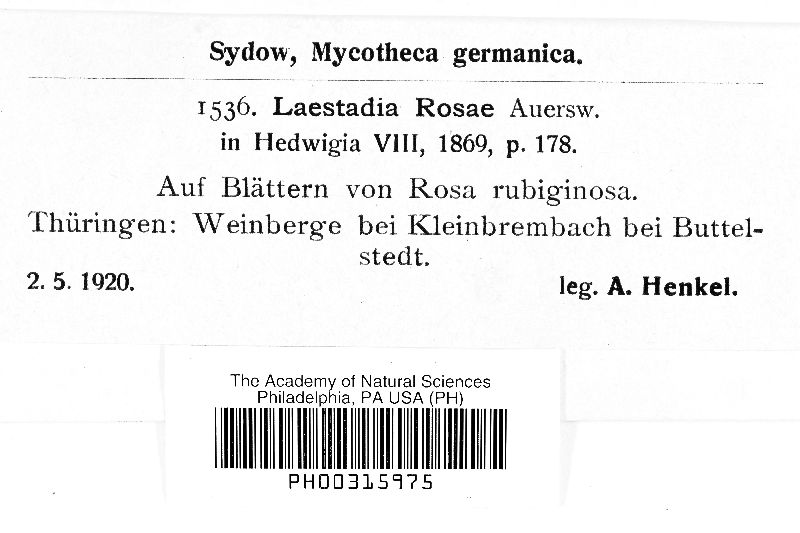 Sydow, Mycotheca germanica.
1536. Laestadia Rosae Auersw.
in Hedwigia VIII, 1869, p. 178.
Auf Blättern von Rosa rubiginosa.
Thüringen: Weinberge bei Kleinbrembach bei Buttel-
stedt.
2. 5. 1920. leg. A. Henkel.
The Academy of Natural Sciences
Philadelphia, PA USA (PH)
PH00315975